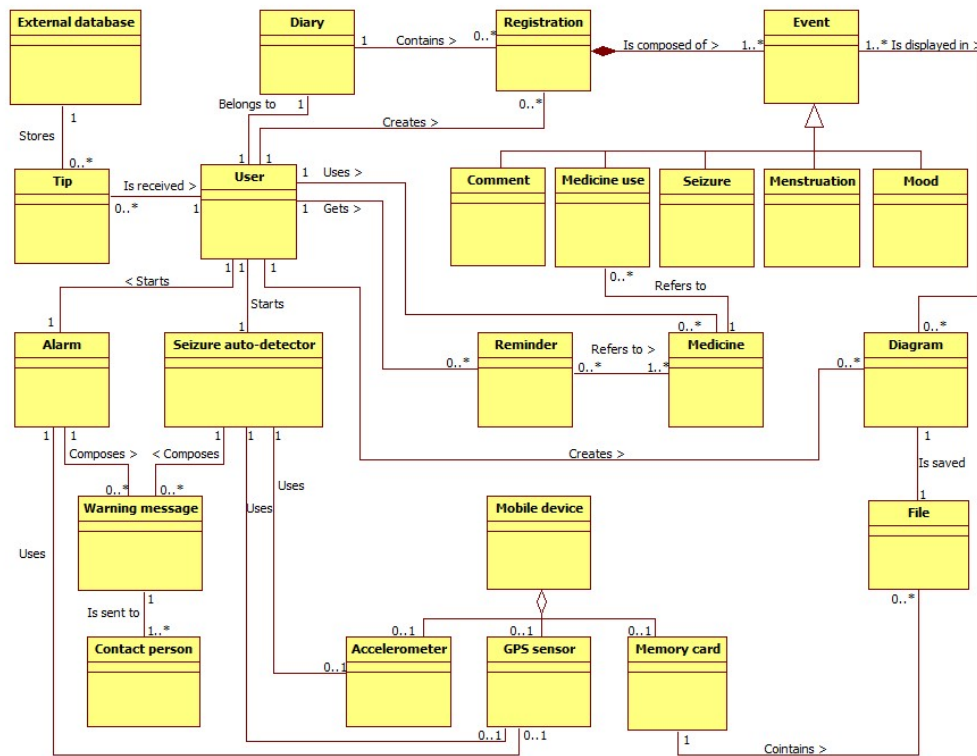 External database
Diary
Registration
Event
1
Contains >
0..*
Is composed of >
1..*
1..*
Is displayed in >
1
Stores
0..*
Belongs to
1
Creates >
0..*
1
1
Tip
Is received >
0..*
1
User
1
Uses >
1
Gets >
Comment
Medicine use
Seizure
Menstruation
Mood
0..*
Refers to
1
1
1
1
< Starts
Starts
1
1
0..*
1
0..*
Alarm
Seizure auto-detector
Reminder
Refers to >
Medicine
Diagram
0..*
0..*
1..*
0..*
1
1
1
1
1
1
Composes >
< Composes
Creates >
Is saved
0..*
0..*
Uses
1
Warning message
Mobile device
File
Uses
Uses
1
Is sent to
1..*
0..*
0..1
0..1
0..1
Contact person
Accelerometer
GPS sensor
Memory card
0..1
0..1
0..1
1
Cointains >